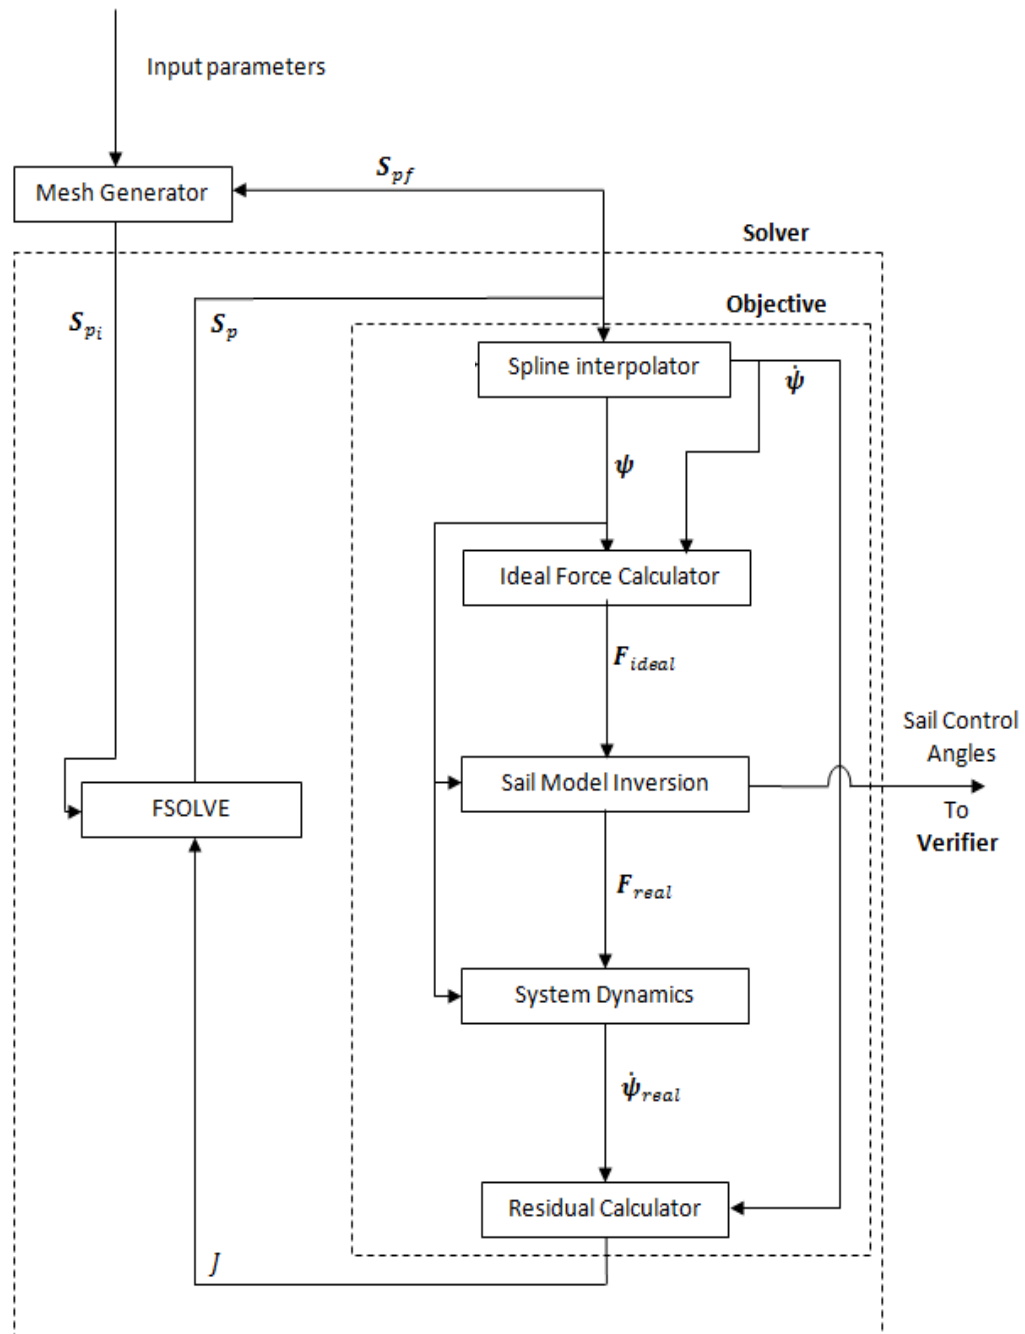 Input parameters
S_pf
Mesh Generator
Solver
S_pi
S_p
Objective
Spline interpolator
ψ̇
ψ
Ideal Force Calculator
F_ideal
Sail Control
Angles
Sail Model Inversion
FSOLVE
To
Verifier
F_real
System Dynamics
ψ̇_real
Residual Calculator
J